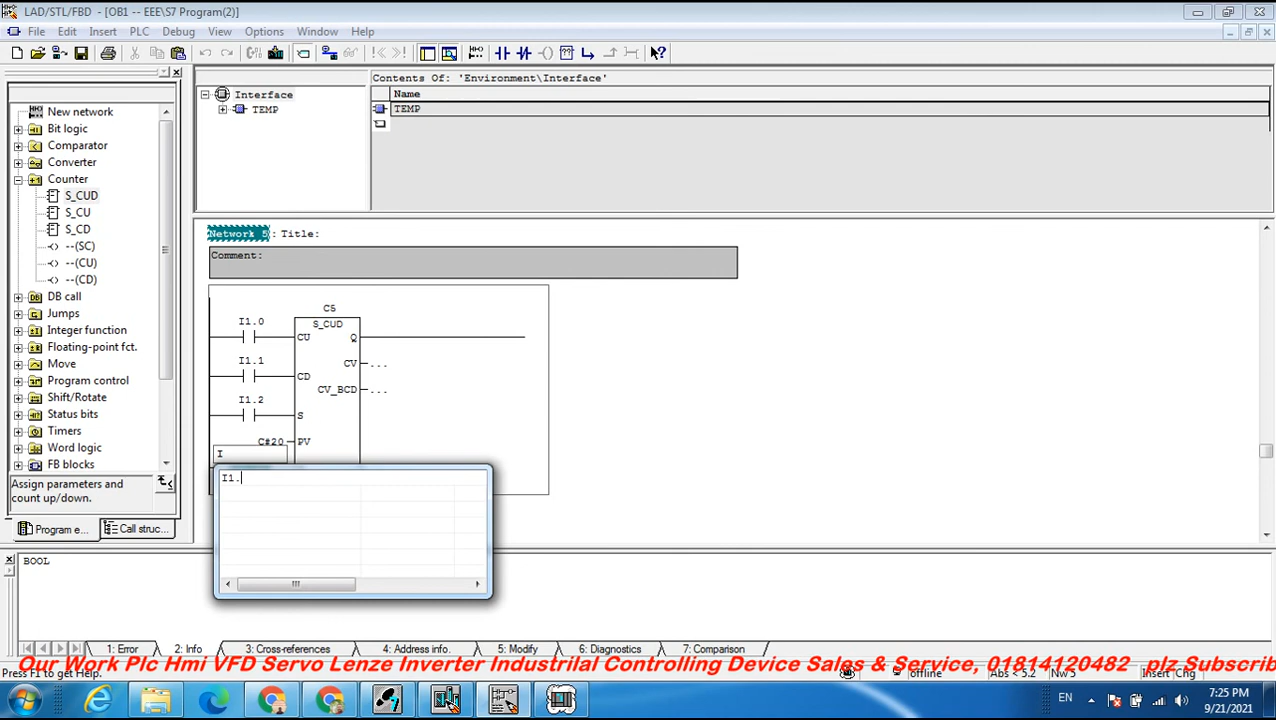 LAD/STL/FBD - [OB1 -- EEE\S7 Program(2)]
File Edit Insert PLC Debug View Options Window Help
Contents Of: 'Environment\Interface'
Interface
TEMP
Name
TEMP
New network
Bit logic
Comparator
Converter
Counter
S_CUD
S_CU
S_CD
--(SC)
--(CU)
--(CD)
DB call
Jumps
Integer function
Floating-point fct.
Move
Program control
Shift/Rotate
Status bits
Timers
Word logic
FB blocks
Assign parameters and
count up/down.
Program e...
Call struc...
Network 5: Title:
Comment:
C5
I1.0
S_CUD
CU
Q
I1.1
CV
...
CD
CV_BCD
...
I1.2
S
C#20
PV
I
I1.
BOOL
1: Error
2: Info
3: Cross-references
4: Address info.
5: Modify
6: Diagnostics
7: Comparison
Our Work Plc Hmi VFD Servo Lenze Inverter Industrilal Controlling Device Sales & Service, 01814120482 plz Subscrib
Press F1 to get Help.
offline
Abs < 5.2
Nw 5
Insert
Chg
EN
7:25 PM
9/21/2021